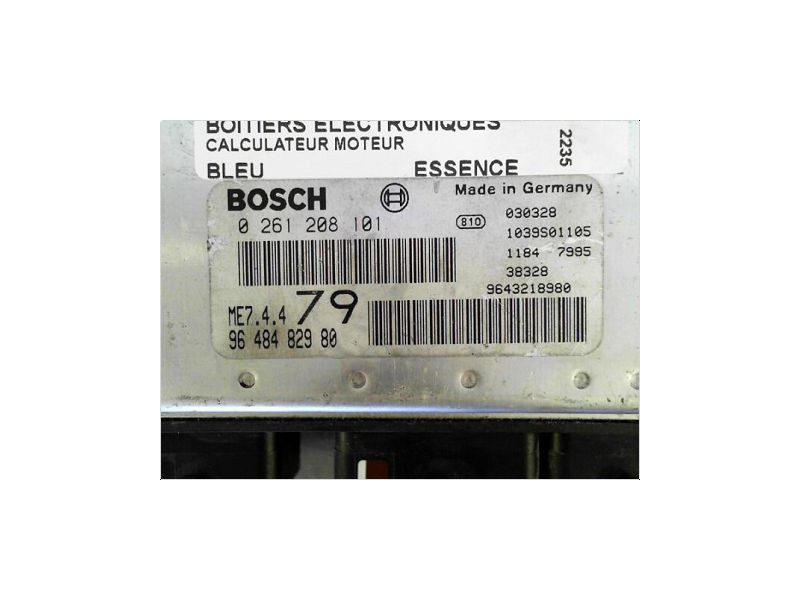 BOITIERS ELECTRONIQUES
CALCULATEUR MOTEUR
BLEU ESSENCE
2235
BOSCH Made in Germany
0 261 208 101
810 030328
1039S01105
1184 7995
38328
9643218980
ME7.4.4 79
96 484 829 80